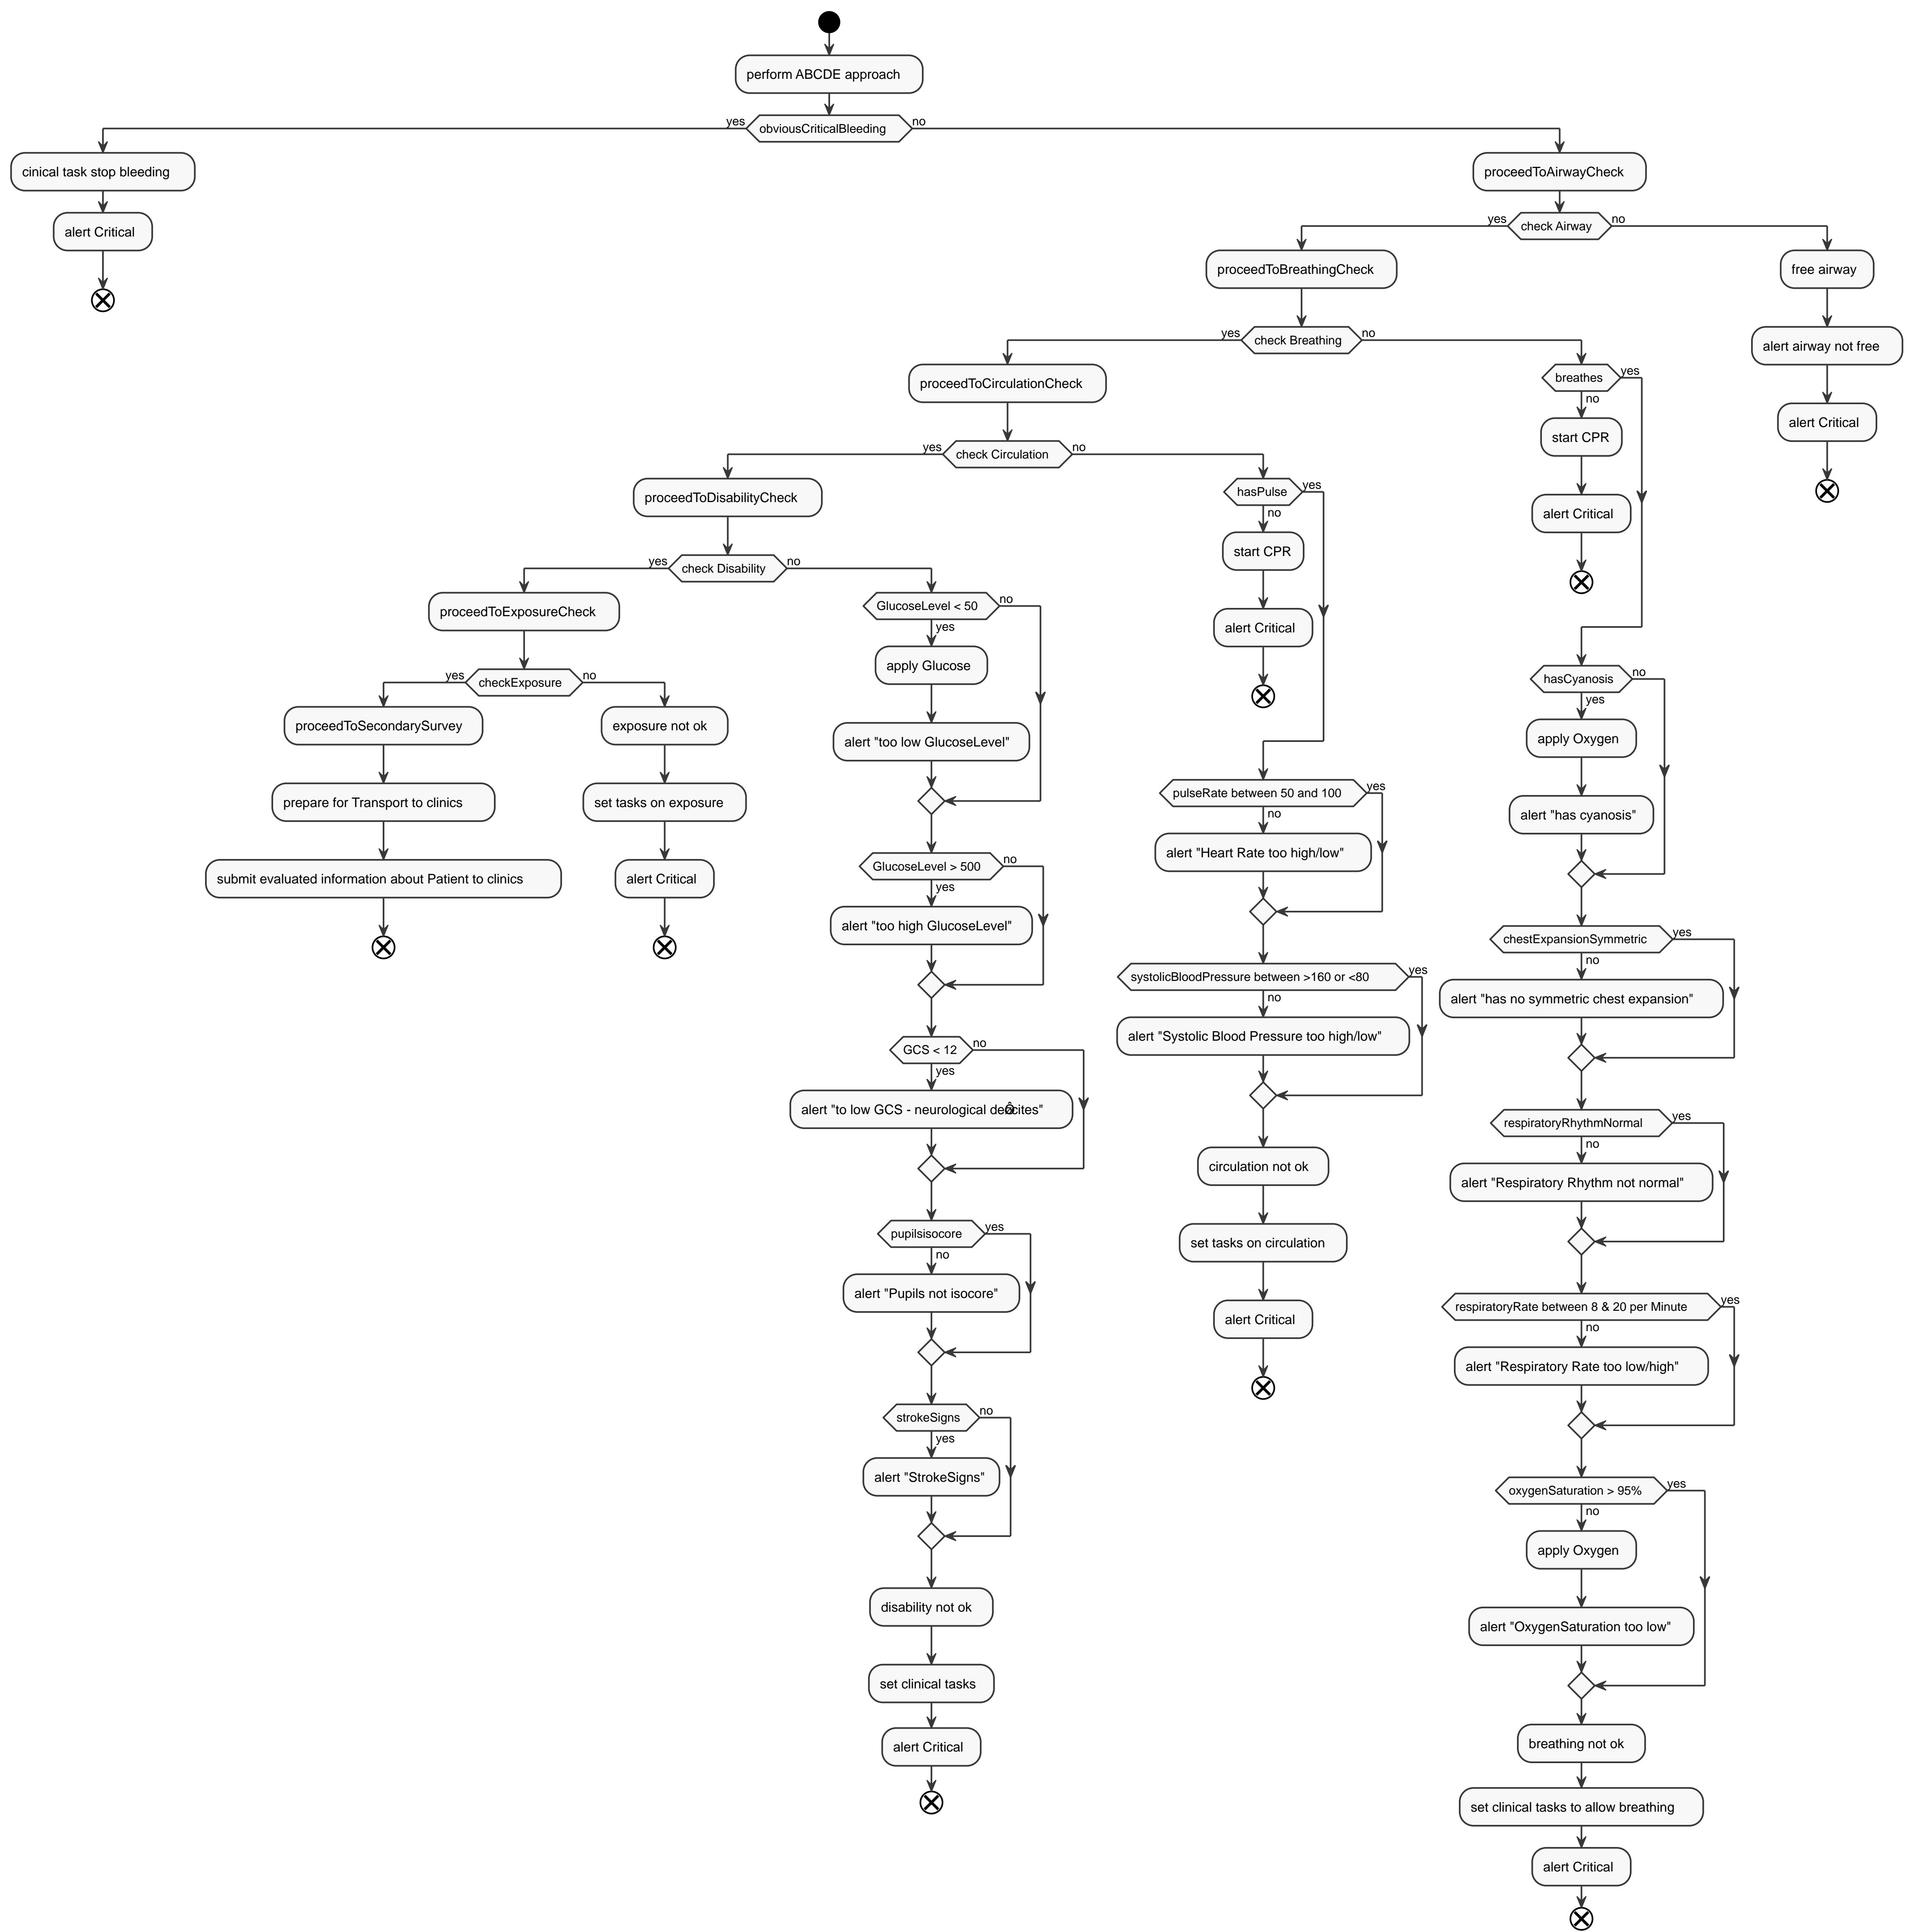 perform ABCDE approach
yes
obviousCriticalBleeding
no
cinical task stop bleeding
alert Critical
proceedToAirwayCheck
yes
check Airway
no
proceedToBreathingCheck
yes
check Breathing
no
proceedToCirculationCheck
yes
check Circulation
no
proceedToDisabilityCheck
yes
check Disability
no
proceedToExposureCheck
yes
checkExposure
no
proceedToSecondarySurvey
prepare for Transport to clinics
submit evaluated information about Patient to clinics
exposure not ok
set tasks on exposure
alert Critical
GlucoseLevel < 50
no
yes
apply Glucose
alert "too low GlucoseLevel"
GlucoseLevel > 500
no
yes
alert "too high GlucoseLevel"
GCS < 12
no
yes
alert "to low GCS - neurological
pupilsisocore
yes
no
alert "Pupils not isocore"
strokeSigns
no
yes
alert "StrokeSigns"
disability not ok
set clinical tasks
alert Critical
hasPulse
yes
no
start CPR
alert Critical
pulseRate between 50 and 100
yes
no
alert "Heart Rate too high/low"
systolicBloodPressure between >160 or <80
yes
no
alert "Systolic Blood Pressure too high/low"
circulation not ok
set tasks on circulation
alert Critical
breathes
yes
no
start CPR
alert Critical
hasCyanosis
no
yes
apply Oxygen
alert "has cyanosis"
chestExpansionSymmetric
yes
no
alert "has no symmetric chest expansion"
respiratoryRhythmNormal
yes
no
alert "Respiratory Rhythm not normal"
respiratoryRate between 8 & 20 per Minute
yes
no
alert "Respiratory Rate too low/high"
oxygenSaturation > 95%
yes
no
apply Oxygen
alert "OxygenSaturation too low"
breathing not ok
set clinical tasks to allow breathing
alert Critical
free airway
alert airway not free
alert Critical